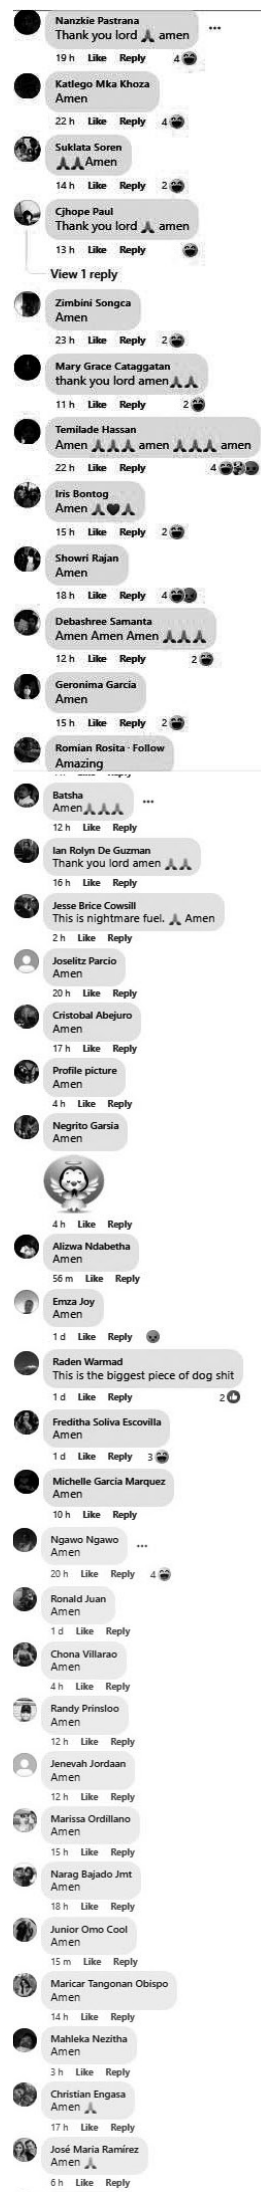 Nanzkie Pastrana
Thank you lord 🙏 amen
19 h Like Reply 4
Katlego Mka Khoza
Amen
22 h Like Reply 4
Suklata Soren
🙏🙏Amen
14 h Like Reply 2
Cjhope Paul
Thank you lord 🙏 amen
13 h Like Reply
View 1 reply
Zimbini Songca
Amen
23 h Like Reply 2
Mary Grace Cataggatan
thank you lord amen🙏🙏
11 h Like Reply 2
Temilade Hassan
Amen 🙏🙏🙏 amen 🙏🙏🙏 amen
22 h Like Reply 4
Iris Bontog
Amen 🙏🖤🙏
15 h Like Reply 2
Showri Rajan
Amen
18 h Like Reply 4
Debashree Samanta
Amen Amen Amen 🙏🙏🙏
12 h Like Reply 2
Geronima Garcia
Amen
15 h Like Reply 2
Romian Rosita · Follow
Amazing
Batsha
Amen🙏🙏🙏
12 h Like Reply
Ian Rolyn De Guzman
Thank you lord amen 🙏🙏
16 h Like Reply
Jesse Brice Cowsill
This is nightmare fuel. 🙏 Amen
2 h Like Reply
Joselitz Parcio
Amen
20 h Like Reply
Cristobal Abejuro
Amen
17 h Like Reply
Profile picture
Amen
4 h Like Reply
Negrito Garsia
Amen
4 h Like Reply
Alizwa Ndabetha
Amen
56 m Like Reply
Emza Joy
Amen
1 d Like Reply
Raden Warmad
This is the biggest piece of dog shit
1 d Like Reply 2
Freditha Soliva Escovilla
Amen
1 d Like Reply 3
Michelle Garcia Marquez
Amen
10 h Like Reply
Ngawo Ngawo
Amen
20 h Like Reply 4
Ronald Juan
Amen
1 d Like Reply
Chona Villarao
Amen
4 h Like Reply
Randy Prinsloo
Amen
12 h Like Reply
Jenevah Jordaan
Amen
12 h Like Reply
Marissa Ordillano
Amen
15 h Like Reply
Narag Bajado Jmt
Amen
18 h Like Reply
Junior Omo Cool
Amen
15 m Like Reply
Maricar Tangonan Obispo
Amen
14 h Like Reply
Mahleka Nezitha
Amen
3 h Like Reply
Christian Engasa
Amen 🙏
17 h Like Reply
José Maria Ramírez
Amen 🙏
6 h Like Reply